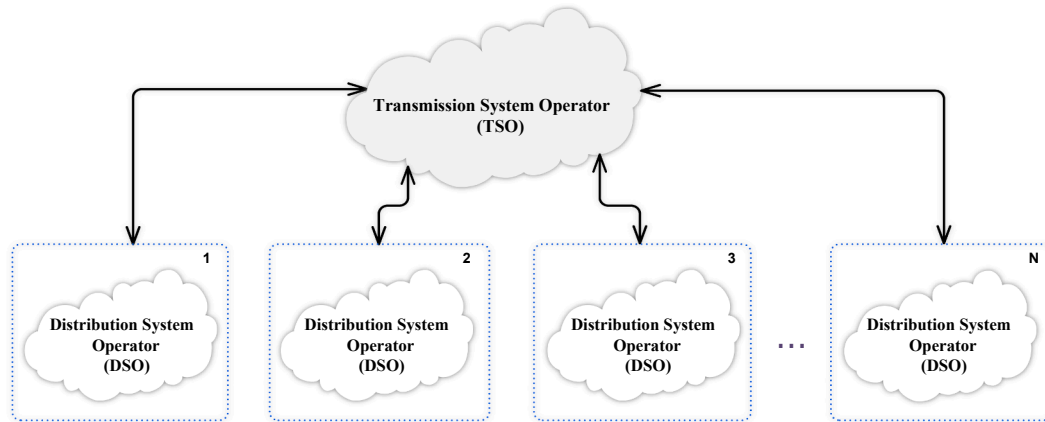 Transmission System Operator
(TSO)
1
2
3
N
Distribution System
Operator
(DSO)
Distribution System
Operator
(DSO)
Distribution System
Operator
(DSO)
...
Distribution System
Operator
(DSO)